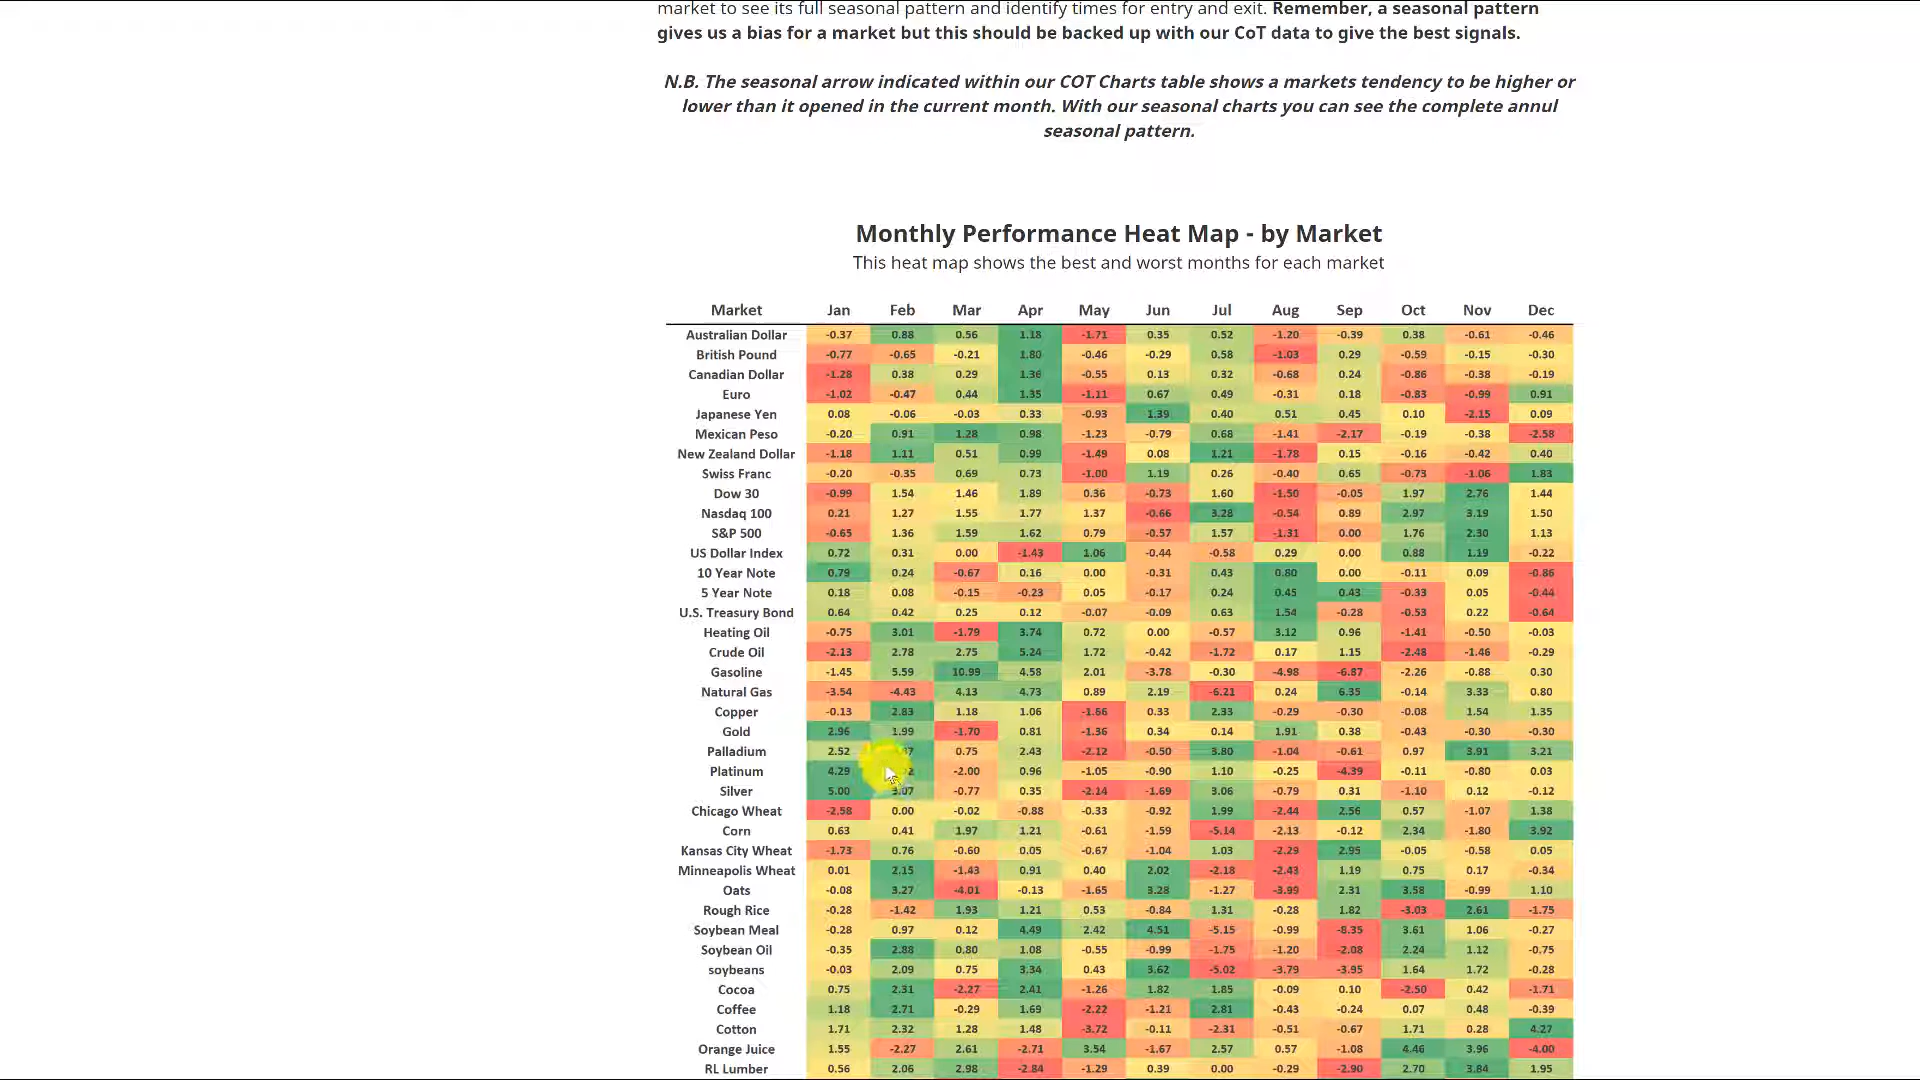 market to see its full seasonal pattern and identify times for entry and exit. Remember, a seasonal pattern
gives us a bias for a market but this should be backed up with our CoT data to give the best signals.
N.B. The seasonal arrow indicated within our COT Charts table shows a markets tendency to be higher or
lower than it opened in the current month. With our seasonal charts you can see the complete annul
seasonal pattern.
Monthly Performance Heat Map - by Market
This heat map shows the best and worst months for each market
Market Jan Feb Mar Apr May Jun Jul Aug Sep Oct Nov Dec
Australian Dollar -0.37 0.88 0.56 1.18 -1.71 0.35 0.52 -1.20 -0.39 0.38 -0.61 -0.46
British Pound -0.77 -0.65 -0.21 1.80 -0.46 -0.29 0.58 -1.03 0.29 -0.59 -0.15 -0.30
Canadian Dollar -1.28 0.38 0.29 1.36 -0.55 0.13 0.32 -0.68 0.24 -0.86 -0.38 -0.19
Euro -1.02 -0.47 0.44 1.35 -1.11 0.67 0.49 -0.31 0.18 -0.83 -0.99 0.91
Japanese Yen 0.08 -0.06 -0.03 0.33 -0.93 1.39 0.40 0.51 0.45 0.10 -2.15 0.09
Mexican Peso -0.20 0.91 1.28 0.98 -1.23 -0.79 0.68 -1.41 -2.17 -0.19 -0.38 -2.58
New Zealand Dollar -1.18 1.11 0.51 0.99 -1.49 0.08 1.21 -1.78 0.15 -0.16 -0.42 0.40
Swiss Franc -0.20 -0.35 0.69 0.73 -1.00 1.19 0.26 -0.40 0.65 -0.73 -1.06 1.83
Dow 30 -0.99 1.54 1.46 1.89 0.36 -0.73 1.60 -1.50 -0.05 1.97 2.76 1.44
Nasdaq 100 0.21 1.27 1.55 1.77 1.37 -0.66 3.28 -0.54 0.89 2.97 3.19 1.50
S&P 500 -0.65 1.36 1.59 1.62 0.79 -0.57 1.57 -1.31 0.00 1.76 2.30 1.13
US Dollar Index 0.72 0.31 0.00 -1.43 1.06 -0.44 -0.58 0.29 0.00 0.88 1.19 -0.22
10 Year Note 0.79 0.24 -0.67 0.16 0.00 -0.31 0.43 0.80 0.00 -0.11 0.09 -0.86
5 Year Note 0.18 0.08 -0.15 -0.23 0.05 -0.17 0.24 0.45 0.43 -0.33 0.05 -0.44
U.S. Treasury Bond 0.64 0.42 0.25 0.12 -0.07 -0.09 0.63 1.54 -0.28 -0.53 0.22 -0.64
Heating Oil -0.75 3.01 -1.79 3.74 0.72 0.00 -0.57 3.12 0.96 -1.41 -0.50 -0.03
Crude Oil -2.13 2.78 2.75 5.24 1.72 -0.42 -1.72 0.17 1.15 -2.48 -1.46 -0.29
Gasoline -1.45 5.59 10.99 4.58 2.01 -3.78 -0.30 -4.98 -6.87 -2.26 -0.88 0.30
Natural Gas -3.54 -4.43 4.13 4.73 0.89 2.19 -6.21 0.24 6.35 -0.14 3.33 0.80
Copper -0.13 2.83 1.18 1.06 -1.66 0.33 2.33 -0.29 -0.30 -0.08 1.54 1.35
Gold 2.96 1.99 -1.70 0.81 -1.36 0.34 0.14 1.91 0.38 -0.43 -0.30 -0.30
Palladium 2.52 0.75 2.43 -2.12 -0.50 3.80 -1.04 -0.61 0.97 3.91 3.21
Platinum 4.29 -2.00 0.96 -1.05 -0.90 1.10 -0.25 -4.39 -0.11 -0.80 0.03
Silver 5.00 3.07 -0.77 0.35 -2.14 -1.69 3.06 -0.79 0.31 -1.10 0.12 -0.12
Chicago Wheat -2.58 0.00 -0.02 -0.88 -0.33 -0.92 1.99 -2.44 2.56 0.57 -1.07 1.38
Corn 0.63 0.41 1.97 1.21 -0.61 -1.59 -5.14 -2.13 -0.12 2.34 -1.80 3.92
Kansas City Wheat -1.73 0.76 -0.60 0.05 -0.67 -1.04 1.03 -2.29 2.95 -0.05 -0.58 0.05
Minneapolis Wheat 0.01 2.15 -1.43 0.91 0.40 2.02 -2.18 -2.43 1.19 0.75 0.17 -0.34
Oats -0.08 3.27 -4.01 -0.13 -1.65 3.28 -1.27 -3.99 2.31 3.58 -0.99 1.10
Rough Rice -0.28 -1.42 1.93 1.21 0.53 -0.84 1.31 -0.28 1.82 -3.03 2.61 -1.75
Soybean Meal -0.28 0.97 0.12 4.49 2.42 4.51 -5.15 -0.99 -8.35 3.61 1.06 -0.27
Soybean Oil -0.35 2.88 0.80 1.08 -0.55 -0.99 -1.75 -1.20 -2.08 2.24 1.12 -0.75
soybeans -0.03 2.09 0.75 3.34 0.43 3.62 -5.02 -3.79 -3.95 1.64 1.72 -0.28
Cocoa 0.75 2.31 -2.27 2.41 -1.26 1.82 1.85 -0.09 0.10 -2.50 0.42 -1.71
Coffee 1.18 2.71 -0.29 1.69 -2.22 -1.21 2.81 -0.43 -0.24 0.07 0.48 -0.39
Cotton 1.71 2.32 1.28 1.48 -3.72 -0.11 -2.31 -0.51 -0.67 1.71 0.28 4.27
Orange Juice 1.55 -2.27 2.61 -2.71 3.54 -1.67 2.57 0.57 -1.08 4.46 3.96 -4.00
RL Lumber 0.56 2.06 2.98 -2.84 -1.29 0.39 0.00 -0.29 -2.90 2.70 3.84 1.95